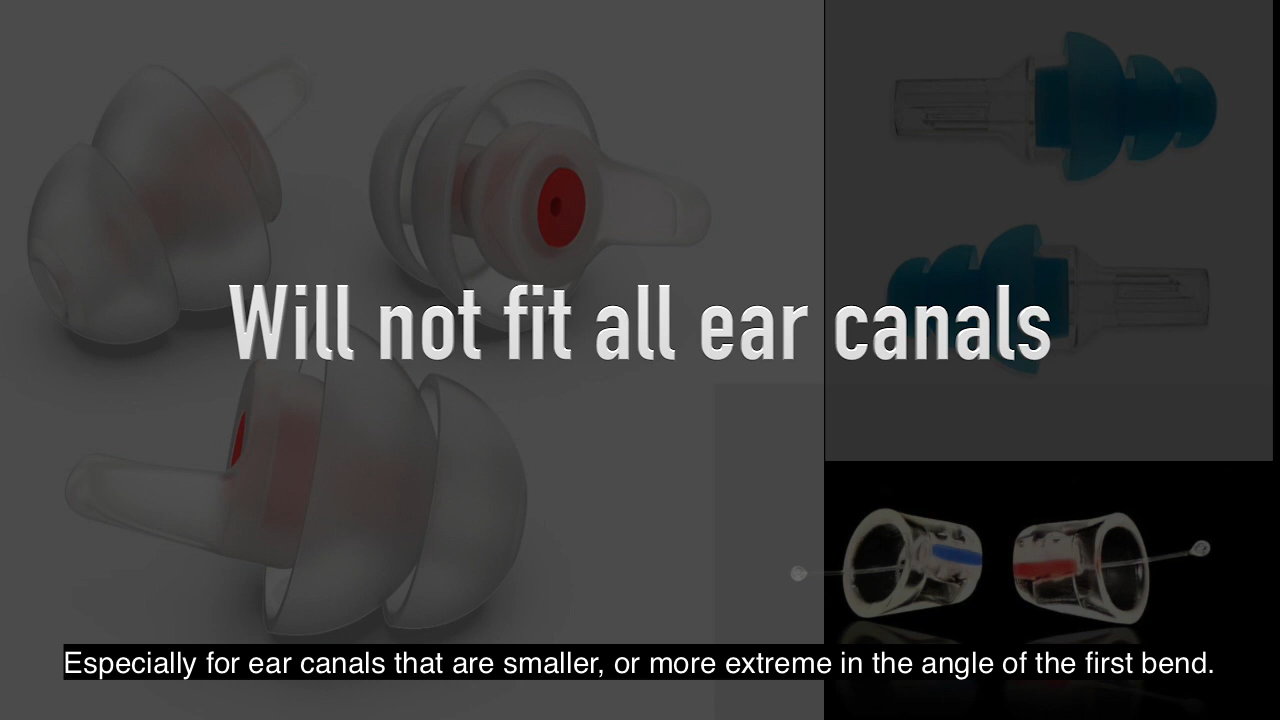 Will not fit all ear canals
Especially for ear canals that are smaller, or more extreme in the angle of the first bend.